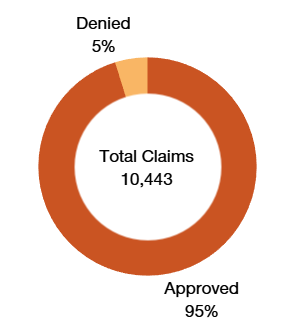 Denied
5%
Total Claims
10,443
Approved
95%